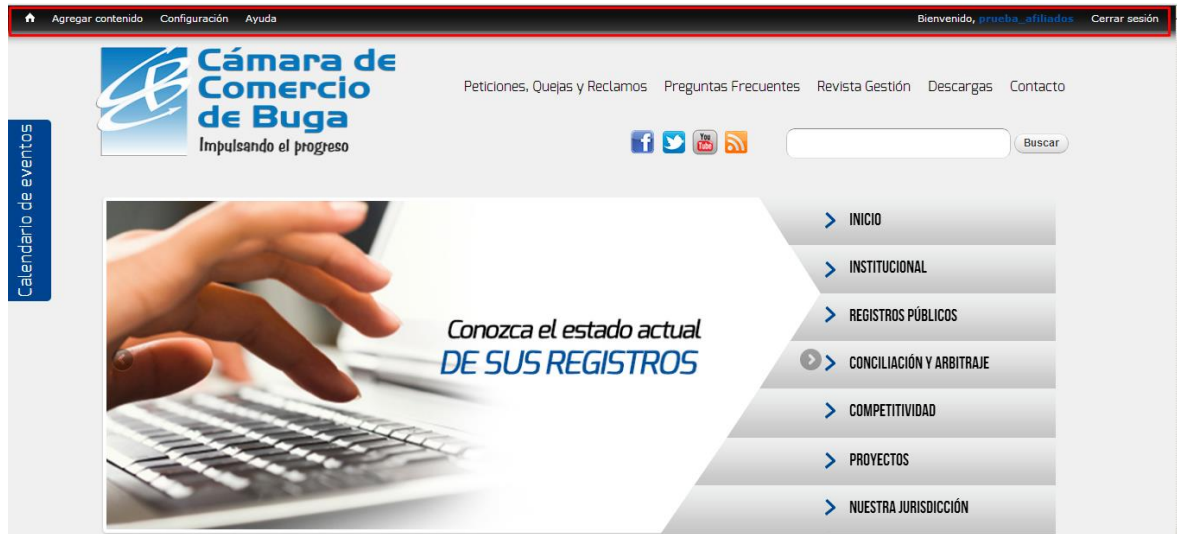 Agregar contenido Configuración Ayuda Bienvenido, prueba_afiliados Cerrar sesión
Cámara de
Comercio
de Buga
Impulsando el progreso
Peticiones, Quejas y Reclamos Preguntas Frecuentes Revista Gestión Descargas Contacto
You
Tube
Buscar
Calendario de eventos
Conozca el estado actual
DE SUS REGISTROS
INICIO
INSTITUCIONAL
REGISTROS PÚBLICOS
CONCILIACIÓN Y ARBITRAJE
COMPETITIVIDAD
PROYECTOS
NUESTRA JURISDICCIÓN